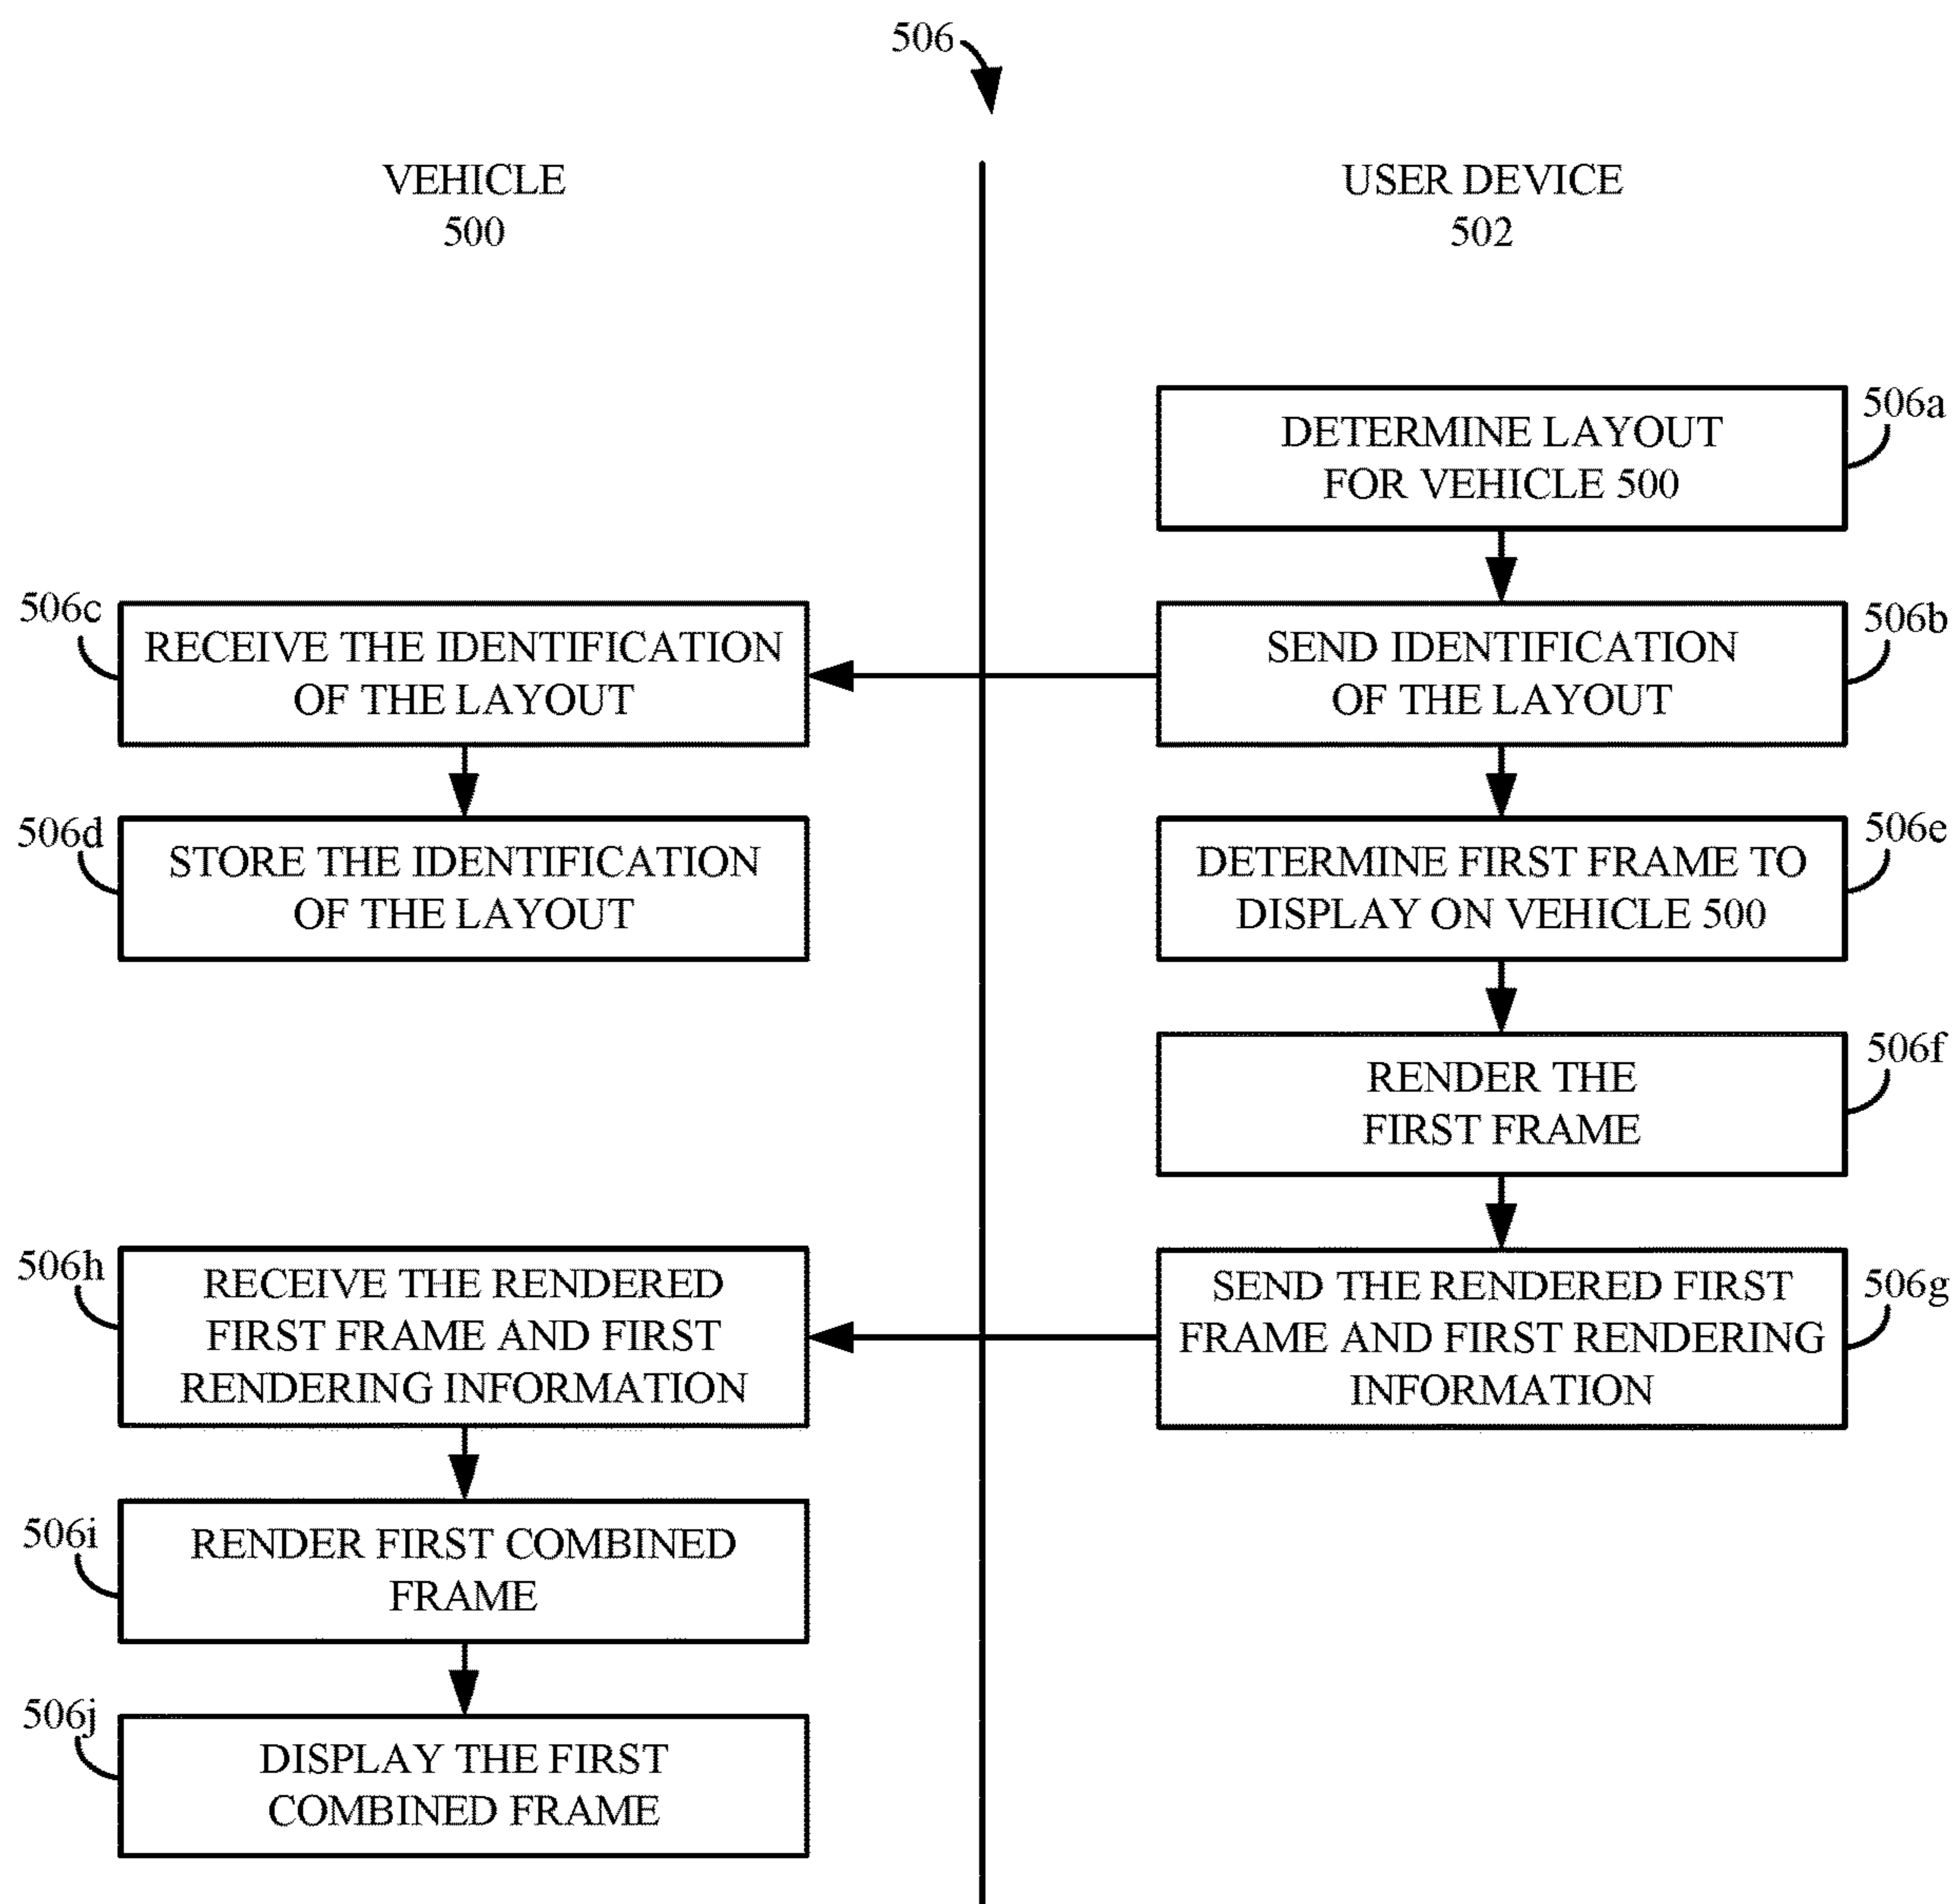 506
VEHICLE
500
USER DEVICE
502
506a
DETERMINE LAYOUT
FOR VEHICLE 500
506b
SEND IDENTIFICATION
OF THE LAYOUT
506c
RECEIVE THE IDENTIFICATION
OF THE LAYOUT
506d
STORE THE IDENTIFICATION
OF THE LAYOUT
506e
DETERMINE FIRST FRAME TO
DISPLAY ON VEHICLE 500
506f
RENDER THE
FIRST FRAME
506g
SEND THE RENDERED FIRST
FRAME AND FIRST RENDERING
INFORMATION
506h
RECEIVE THE RENDERED
FIRST FRAME AND FIRST
RENDERING INFORMATION
506i
RENDER FIRST COMBINED
FRAME
506j
DISPLAY THE FIRST
COMBINED FRAME